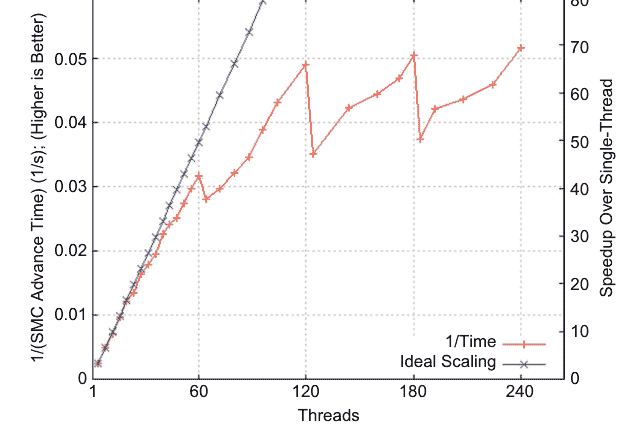 1/(SMC Advance Time) (1/s); (Higher is Better)
0.05
0.04
0.03
0.02
0.01
0
80
70
60
50
40
30
20
10
0
Speedup Over Single-Thread
1/Time
Ideal Scaling
1 60 120 180 240
Threads